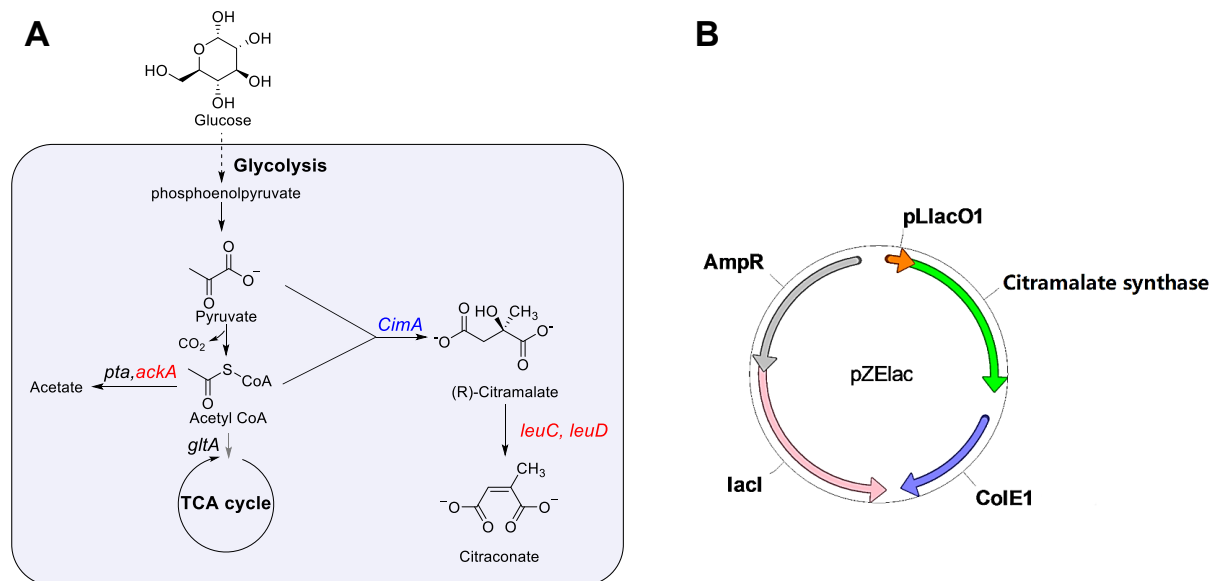 A
OH
OH
O
HO
OH
OH
Glucose
Glycolysis
phosphoenolpyruvate
O
O⁻
O
Pyruvate
CO₂
pta,ackA
Acetate
S
CoA
O
Acetyl CoA
gltA
TCA cycle
CimA
O
HO
CH₃
⁻O
O⁻
O
(R)-Citramalate
leuC, leuD
CH₃
⁻O
O⁻
O
O
Citraconate
B
pLlacO1
AmpR
Citramalate synthase
pZElac
lacI
ColE1